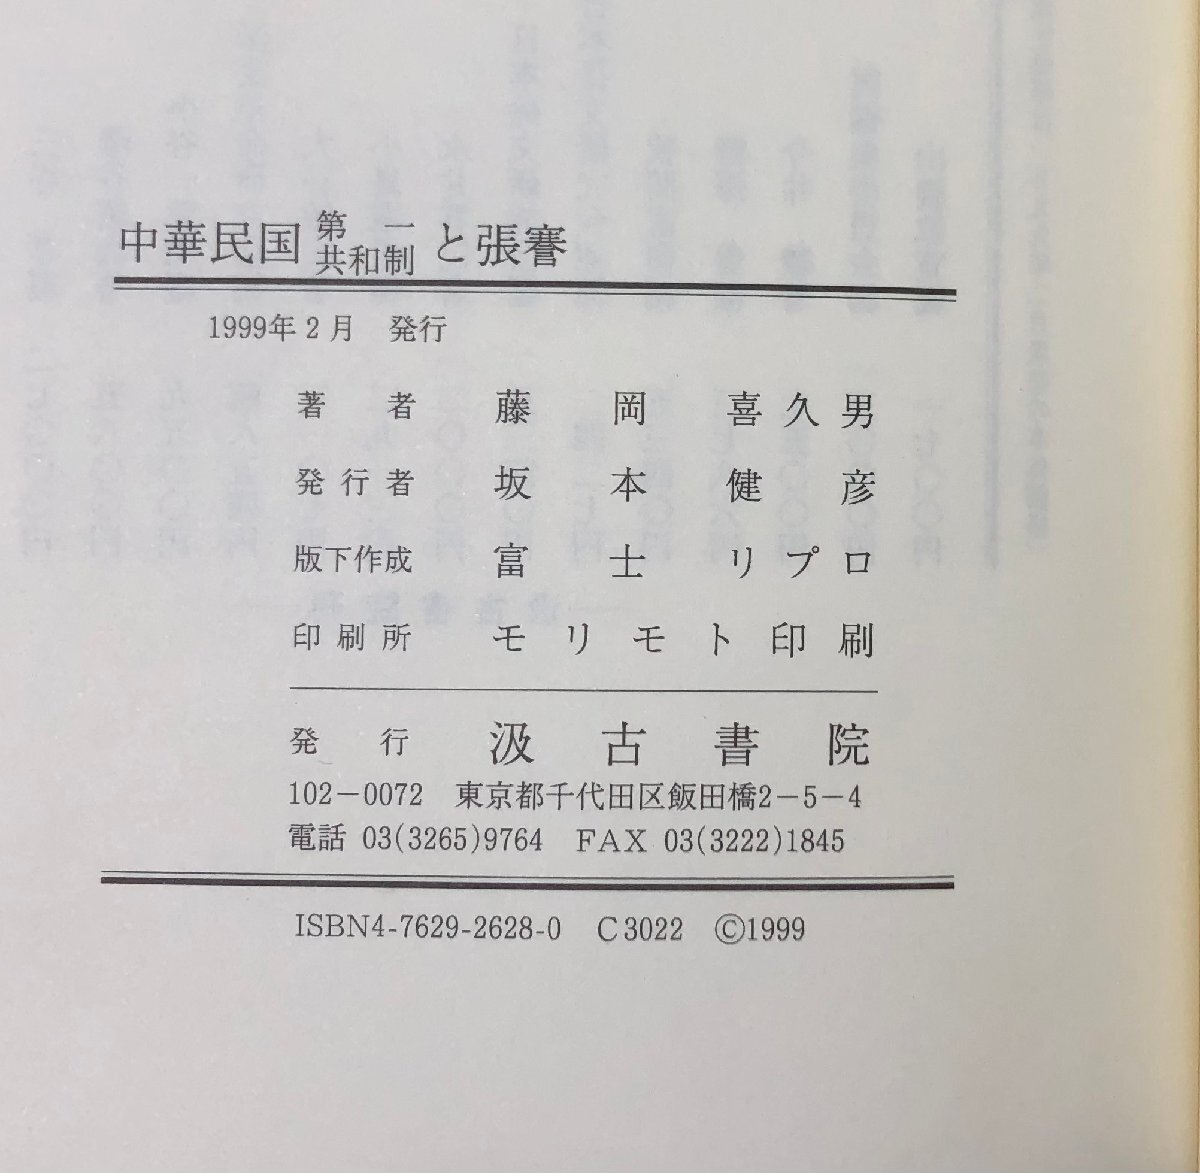 中華民国第一共和制と張謇
1999年2月 発行
著者 藤岡喜久男
発行者 坂本健彦
版下作成 富士リプロ
印刷所 モリモト印刷
発行 汲古書院
102-0072 東京都千代田区飯田橋2-5-4
電話 03(3265)9764 FAX 03(3222)1845
ISBN4-7629-2628-0 C3022 ©1999